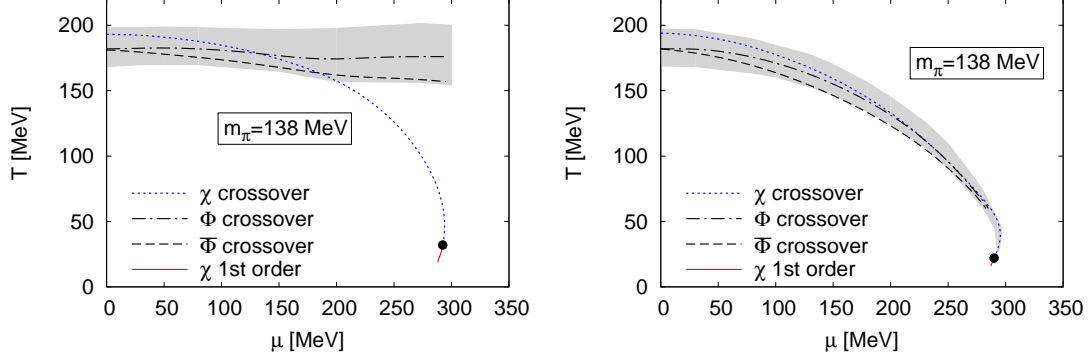 200
150
100
50
0
T [MeV]
m_π=138 MeV
χ crossover
Φ crossover
Φ̅ crossover
χ 1st order
0 50 100 150 200 250 300 350
μ [MeV]
200
150
100
50
0
T [MeV]
m_π=138 MeV
χ crossover
Φ crossover
Φ̅ crossover
χ 1st order
0 50 100 150 200 250 300 350
μ [MeV]